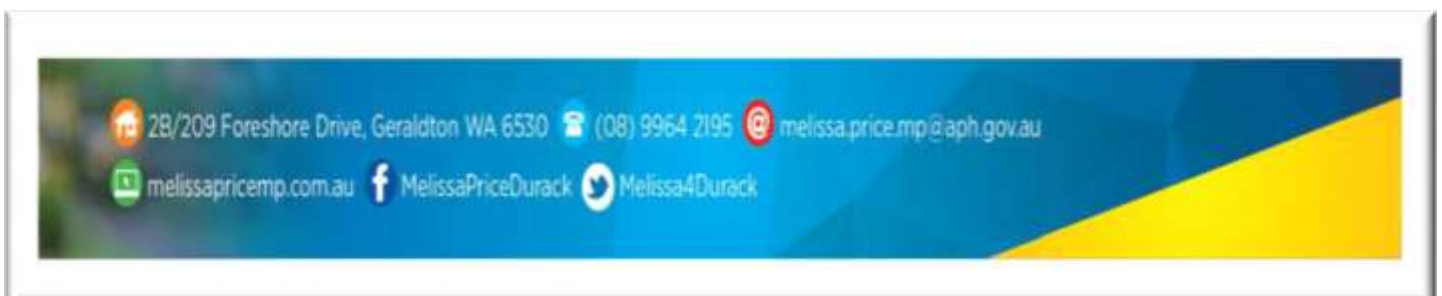 2B/209 Foreshore Drive, Geraldton WA 6530 (08) 9964 2195 @ melissa.price.mp@aph.gov.au
melissapricemp.com.au f MelissaPriceDurack Melissa4Durack